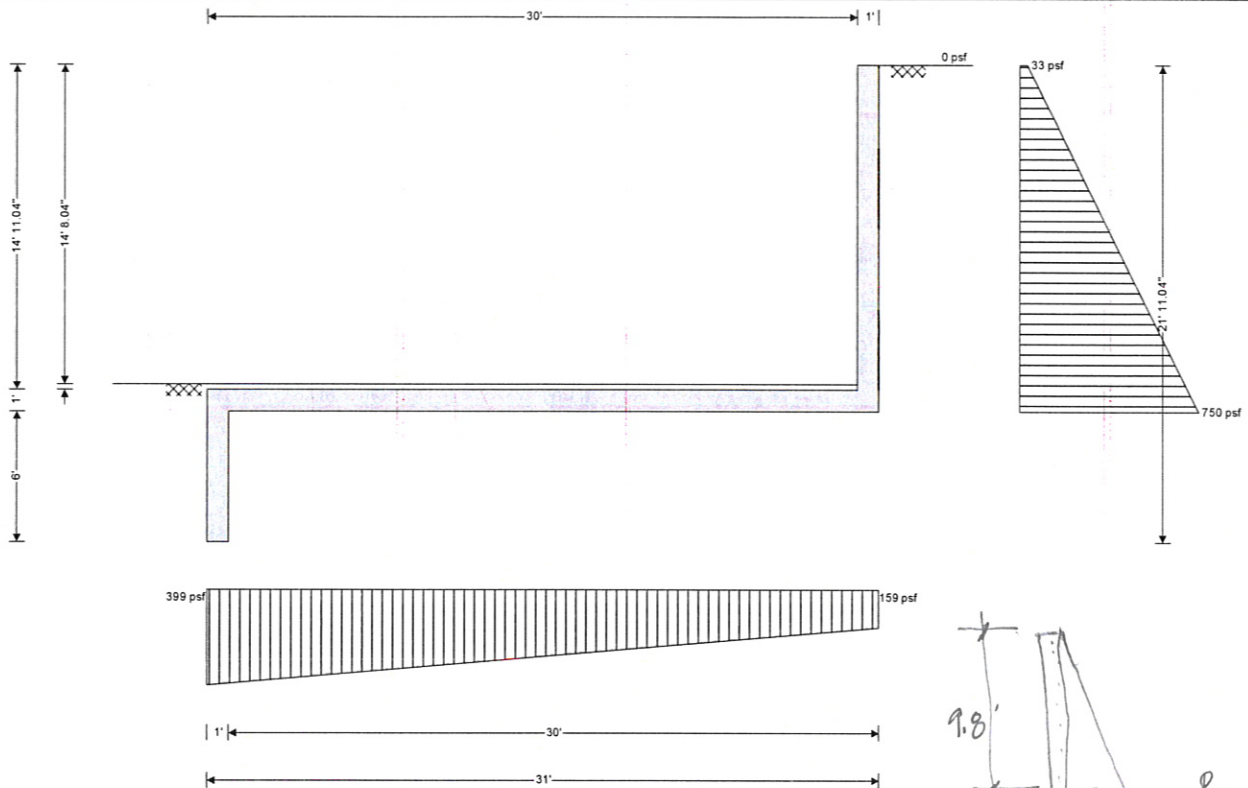 30'
1'
0 psf
33 psf
14' 11.04"
14' 8.04"
21' 11.04"
1'
750 psf
6'
399 psf
159 psf
1'
30'
9.8'
31'